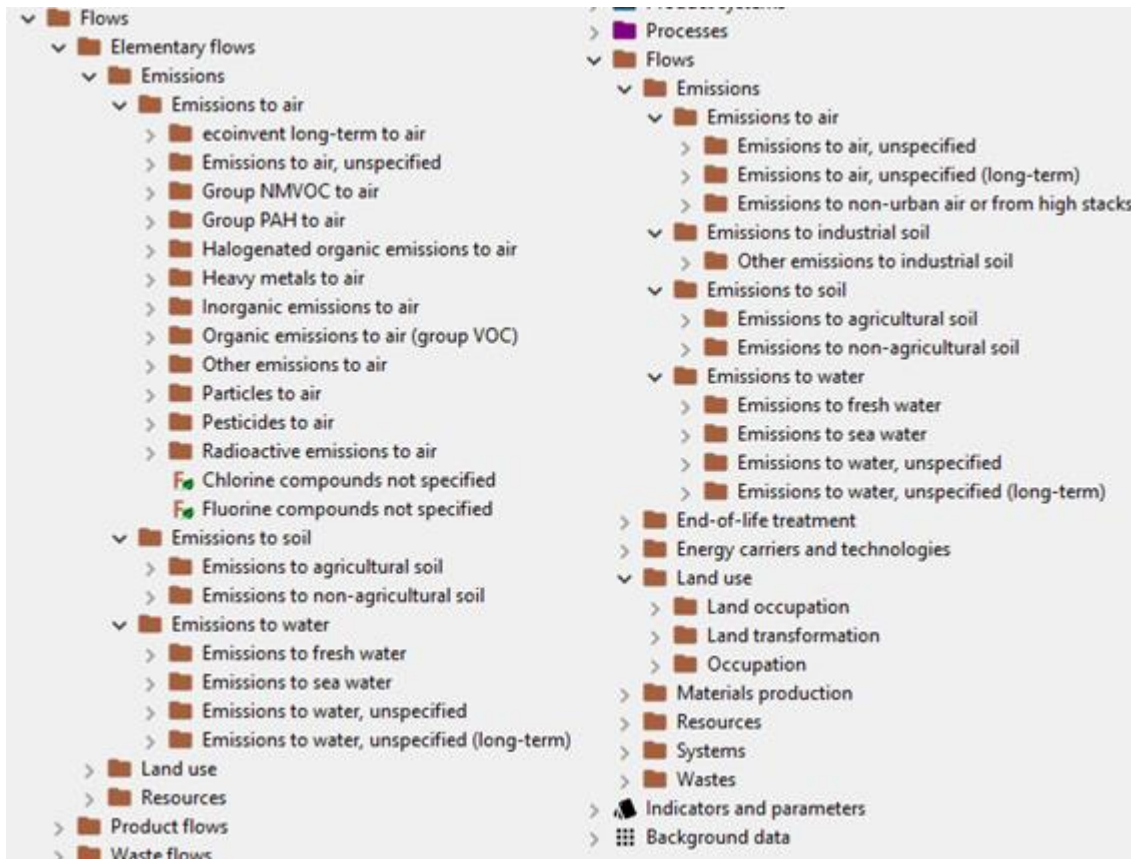 Flows
Elementary flows
Emissions
Emissions to air
ecoinvent long-term to air
Emissions to air, unspecified
Group NMVOC to air
Group PAH to air
Halogenated organic emissions to air
Heavy metals to air
Inorganic emissions to air
Organic emissions to air (group VOC)
Other emissions to air
Particles to air
Pesticides to air
Radioactive emissions to air
Chlorine compounds not specified
Fluorine compounds not specified
Emissions to soil
Emissions to agricultural soil
Emissions to non-agricultural soil
Emissions to water
Emissions to fresh water
Emissions to sea water
Emissions to water, unspecified
Emissions to water, unspecified (long-term)
Land use
Resources
Product flows
Waste flows
Processes
Flows
Emissions
Emissions to air
Emissions to air, unspecified
Emissions to air, unspecified (long-term)
Emissions to non-urban air or from high stacks
Emissions to industrial soil
Other emissions to industrial soil
Emissions to soil
Emissions to agricultural soil
Emissions to non-agricultural soil
Emissions to water
Emissions to fresh water
Emissions to sea water
Emissions to water, unspecified
Emissions to water, unspecified (long-term)
End-of-life treatment
Energy carriers and technologies
Land use
Land occupation
Land transformation
Occupation
Materials production
Resources
Systems
Wastes
Indicators and parameters
Background data